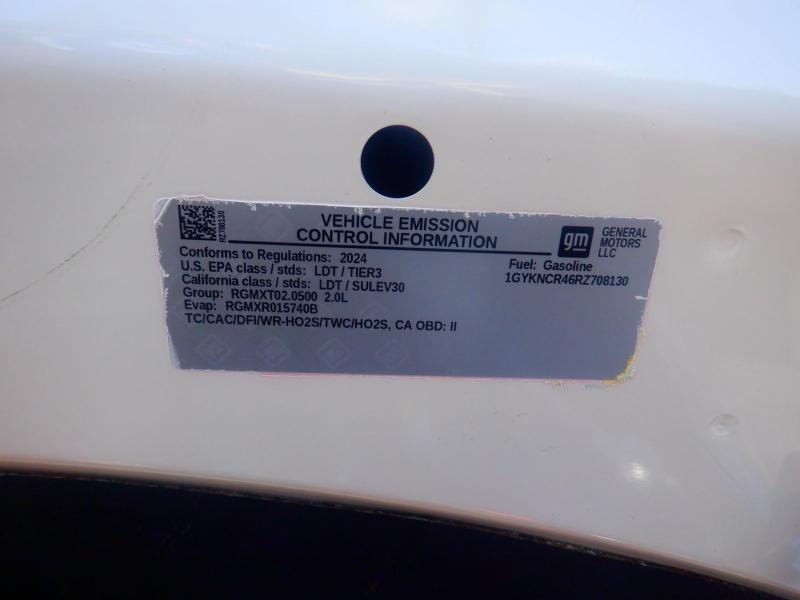 RZ708130
VEHICLE EMISSION
CONTROL INFORMATION
gm
GENERAL
MOTORS
LLC
Conforms to Regulations: 2024
U.S. EPA class / stds: LDT / TIER3
California class / stds: LDT / SULEV30
Group: RGMXT02.0500 2.0L
Evap: RGMXR015740B
TC/CAC/DFI/WR-HO2S/TWC/HO2S, CA OBD: II
Fuel: Gasoline
1GYKNCR46RZ708130